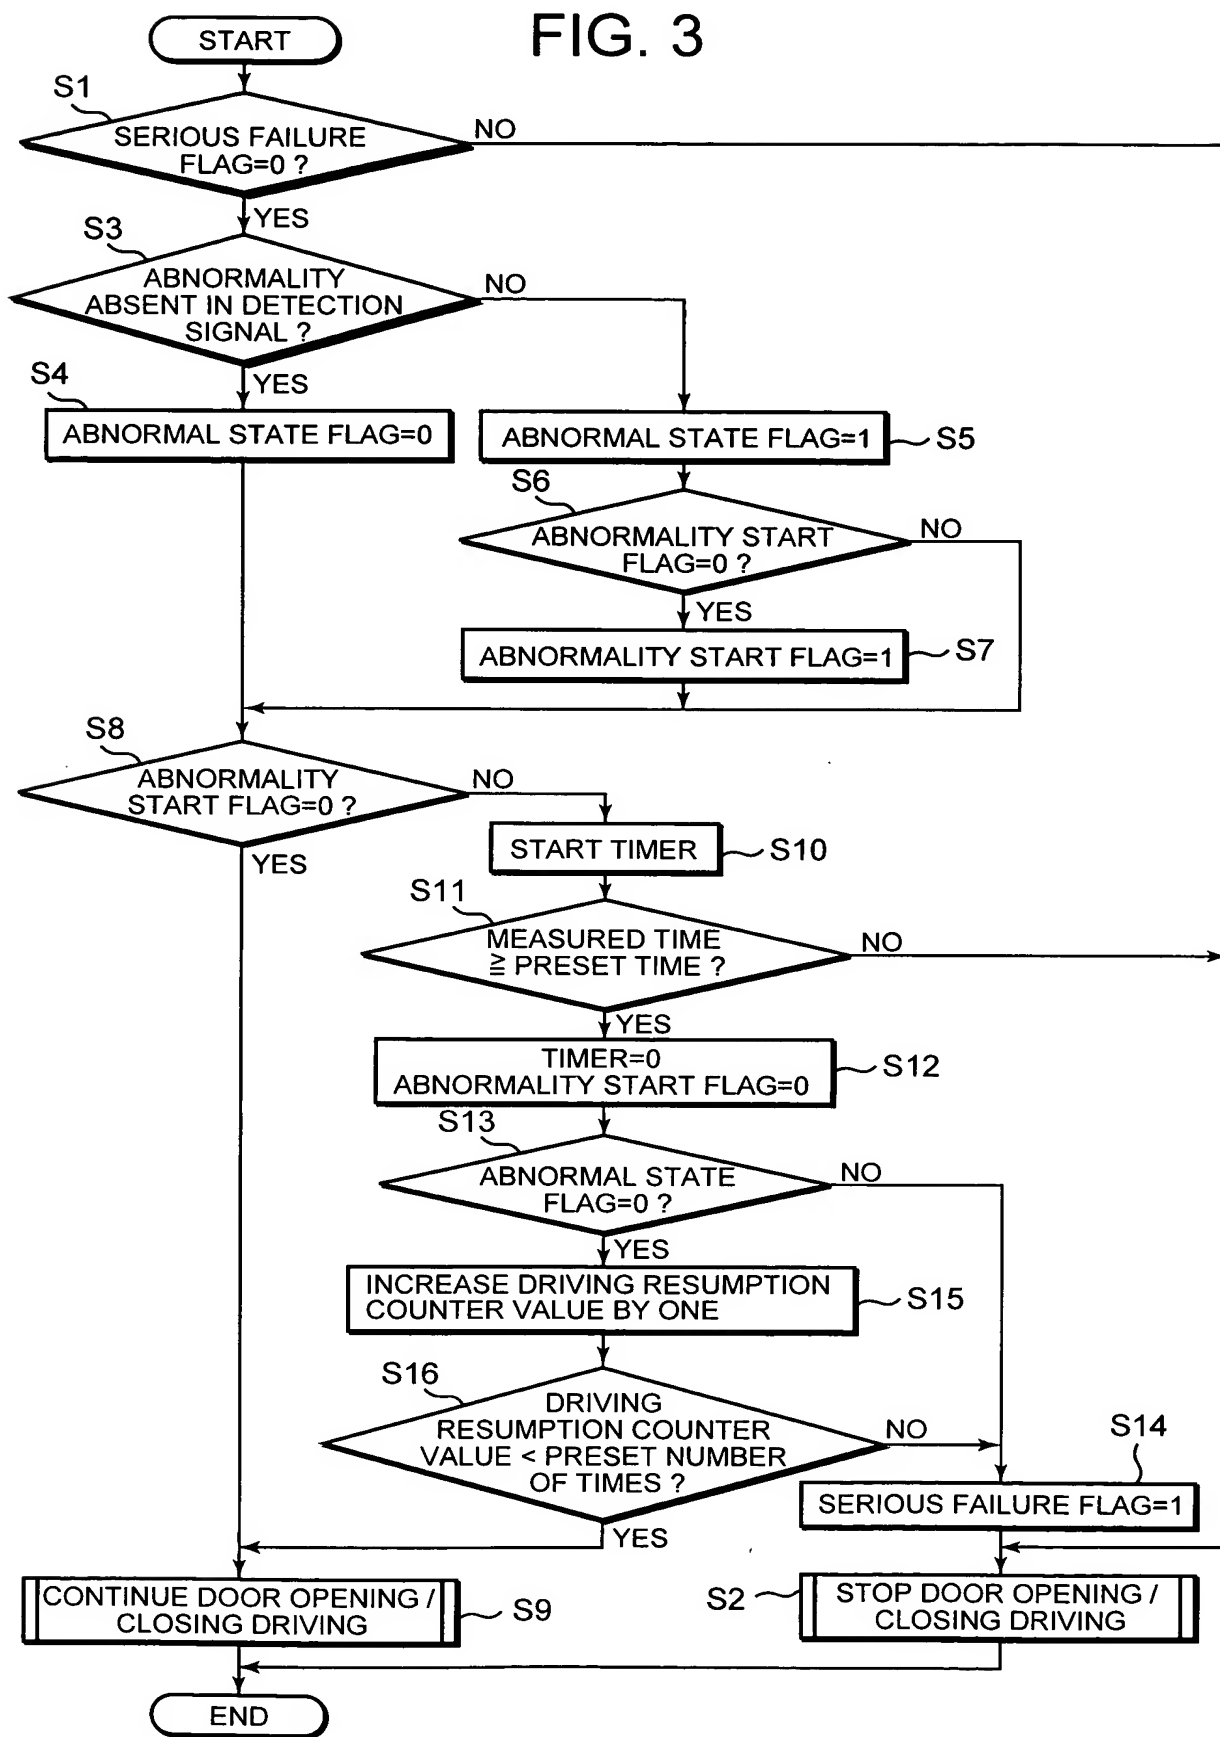 FIG. 3
START
S1
SERIOUS FAILURE
FLAG=0 ?
NO
YES
S3
ABNORMALITY
ABSENT IN DETECTION
SIGNAL ?
NO
YES
S4
ABNORMAL STATE FLAG=0
ABNORMAL STATE FLAG=1
S5
S6
ABNORMALITY START
FLAG=0 ?
NO
YES
ABNORMALITY START FLAG=1
S7
S8
ABNORMALITY
START FLAG=0 ?
NO
YES
START TIMER
S10
S11
MEASURED TIME
≧ PRESET TIME ?
NO
YES
TIMER=0
ABNORMALITY START FLAG=0
S12
S13
ABNORMAL STATE
FLAG=0 ?
NO
YES
INCREASE DRIVING RESUMPTION
COUNTER VALUE BY ONE
S15
S16
DRIVING
RESUMPTION COUNTER
VALUE < PRESET NUMBER
OF TIMES ?
NO
YES
S14
SERIOUS FAILURE FLAG=1
CONTINUE DOOR OPENING /
CLOSING DRIVING
S9
S2
STOP DOOR OPENING /
CLOSING DRIVING
END